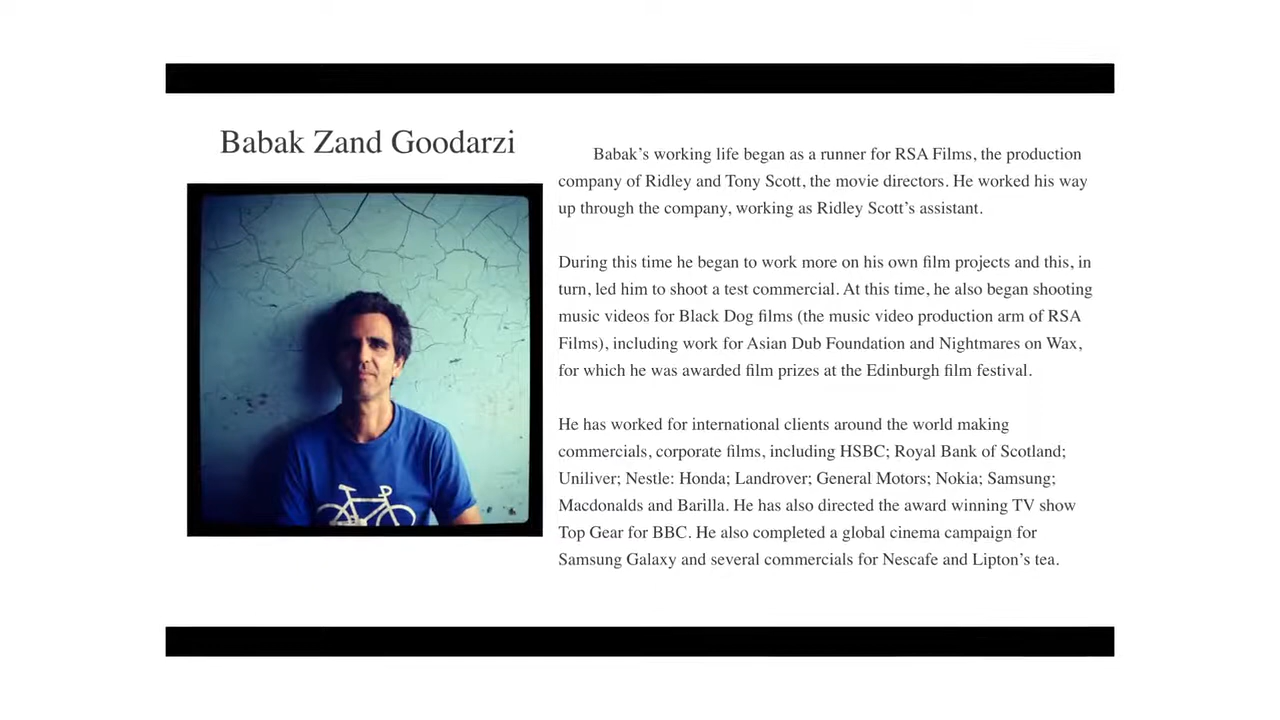 Babak Zand Goodarzi
Babak’s working life began as a runner for RSA Films, the production
company of Ridley and Tony Scott, the movie directors. He worked his way
up through the company, working as Ridley Scott’s assistant.
During this time he began to work more on his own film projects and this, in
turn, led him to shoot a test commercial. At this time, he also began shooting
music videos for Black Dog films (the music video production arm of RSA
Films), including work for Asian Dub Foundation and Nightmares on Wax,
for which he was awarded film prizes at the Edinburgh film festival.
He has worked for international clients around the world making
commercials, corporate films, including HSBC; Royal Bank of Scotland;
Uniliver; Nestle: Honda; Landrover; General Motors; Nokia; Samsung;
Macdonalds and Barilla. He has also directed the award winning TV show
Top Gear for BBC. He also completed a global cinema campaign for
Samsung Galaxy and several commercials for Nescafe and Lipton’s tea.